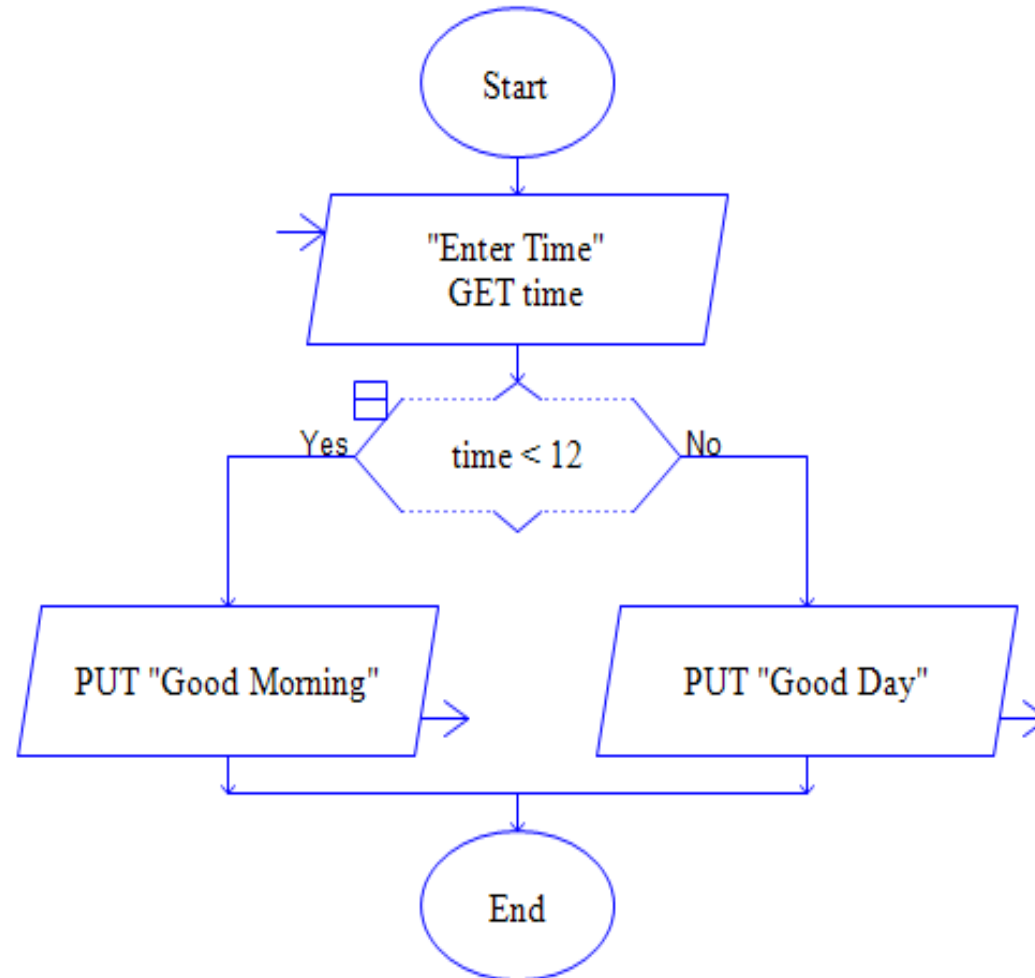 Start
"Enter Time"
GET time
Yes
time < 12
No
PUT "Good Morning"
PUT "Good Day"
End